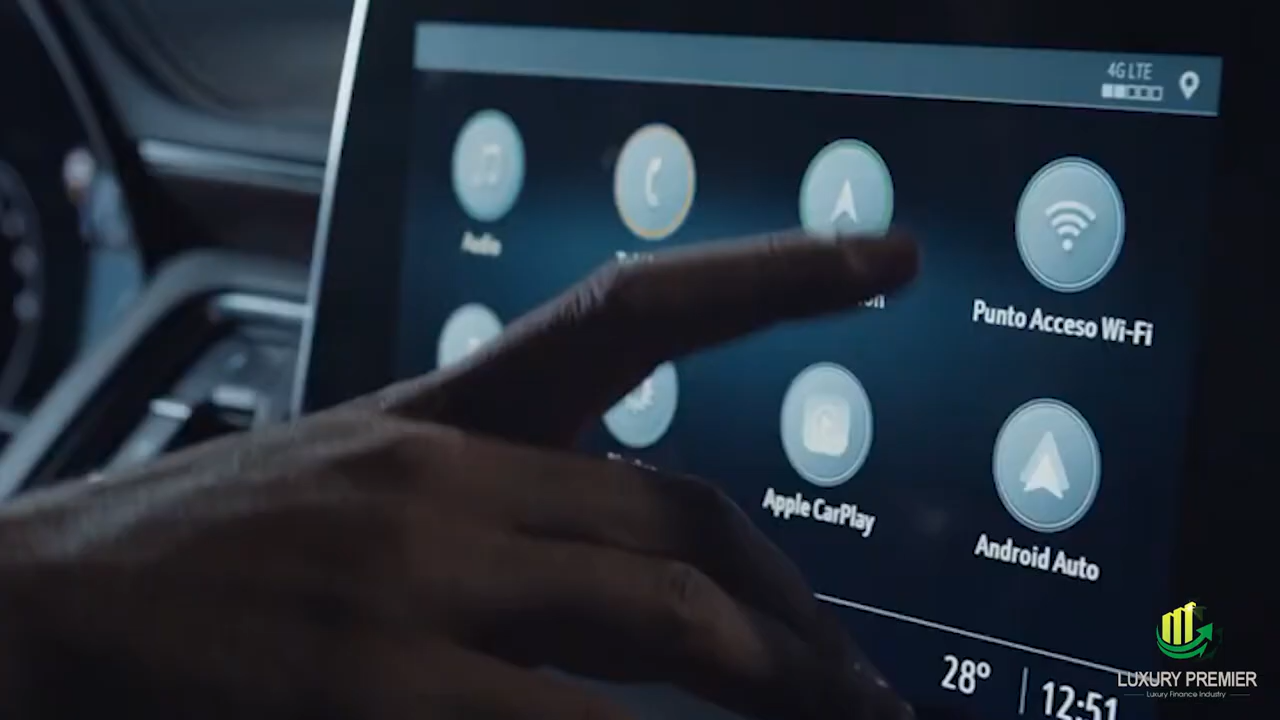 4G LTE
Audio
Punto Acceso Wi-Fi
Apple CarPlay
Android Auto
28°
12:51
LUXURY PREMIER
Luxury Finance Industry